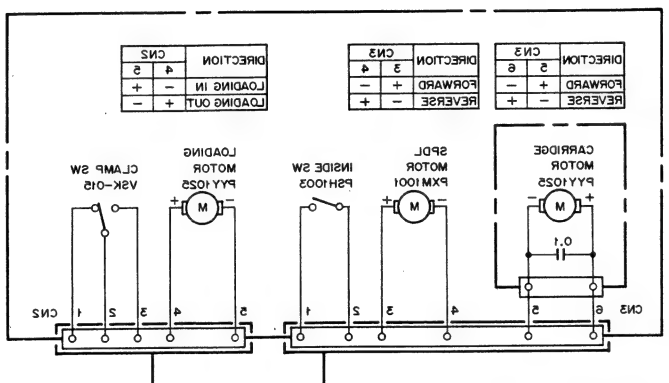 CN3
DIRECTION 5 6
FORWARD + −
REVERSE − +
CN3
DIRECTION 3 4
FORWARD + −
REVERSE − +
CN2
DIRECTION 4 5
LOADING IN − +
LOADING OUT + −
CARRIDGE
MOTOR
PYY1025
+ M −
0.1
SPDL
MOTOR
PXM1001
− M +
INSIDE SW
PSH1003
LOADING
MOTOR
PYY1025
− M +
CLAMP SW
VSK-015
CN3 6 5 4 3 2 1
5 4 3 2 1 CN2